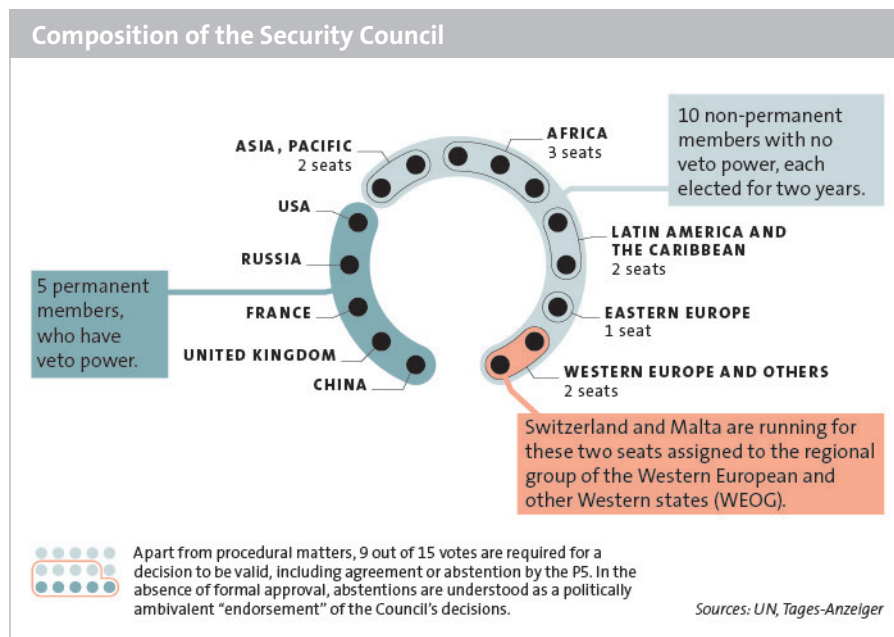 Composition of the Security Council
10 non-permanent
members with no
veto power, each
elected for two years.
AFRICA
3 seats
ASIA, PACIFIC
2 seats
USA
RUSSIA
FRANCE
UNITED KINGDOM
CHINA
5 permanent
members,
who have
veto power.
LATIN AMERICA AND
THE CARIBBEAN
2 seats
EASTERN EUROPE
1 seat
WESTERN EUROPE AND OTHERS
2 seats
Switzerland and Malta are running for
these two seats assigned to the regional
group of the Western European and
other Western states (WEOG).
Apart from procedural matters, 9 out of 15 votes are required for a
decision to be valid, including agreement or abstention by the P5. In the
absence of formal approval, abstentions are understood as a politically
ambivalent “endorsement” of the Council’s decisions.
Sources: UN, Tages-Anzeiger